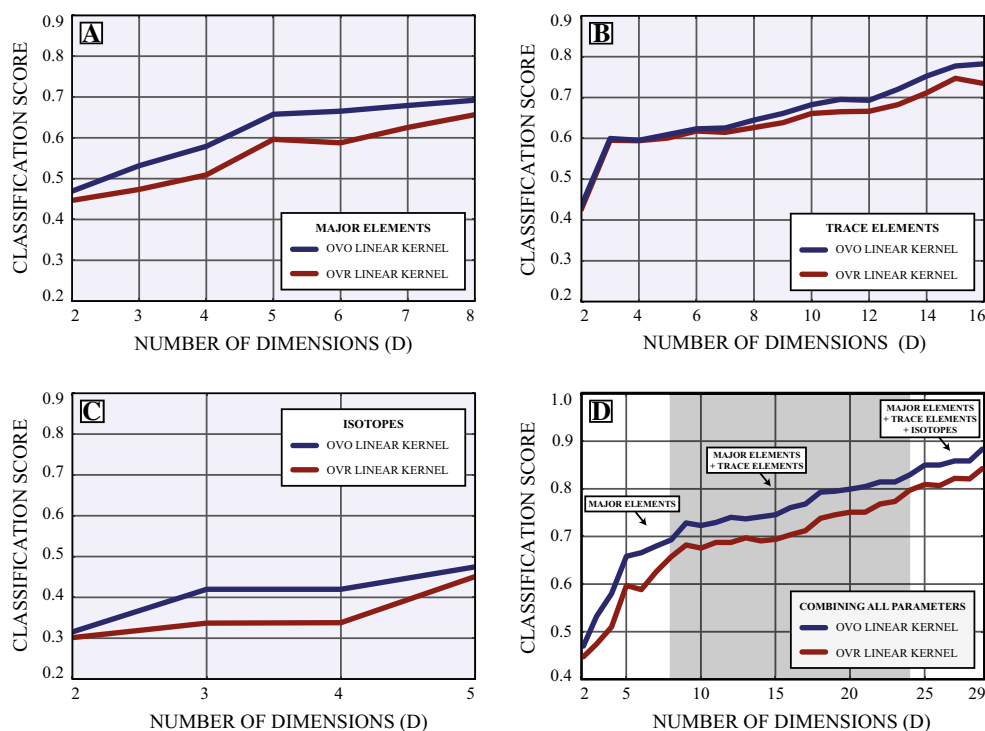 A
CLASSIFICATION SCORE
0.9
0.8
0.7
0.6
0.5
0.4
0.3
0.2
MAJOR ELEMENTS
OVO LINEAR KERNEL
OVR LINEAR KERNEL
2 3 4 5 6 7 8
NUMBER OF DIMENSIONS (D)
B
CLASSIFICATION SCORE
0.9
0.8
0.7
0.6
0.5
0.4
0.3
0.2
TRACE ELEMENTS
OVO LINEAR KERNEL
OVR LINEAR KERNEL
2 4 6 8 10 12 14 16
NUMBER OF DIMENSIONS (D)
C
CLASSIFICATION SCORE
0.9
0.8
0.7
0.6
0.5
0.4
0.3
0.2
ISOTOPES
OVO LINEAR KERNEL
OVR LINEAR KERNEL
2 3 4 5
NUMBER OF DIMENSIONS (D)
D
CLASSIFICATION SCORE
1.0
0.9
0.8
0.7
0.6
0.5
0.4
MAJOR ELEMENTS
MAJOR ELEMENTS
+ TRACE ELEMENTS
MAJOR ELEMENTS
+ TRACE ELEMENTS
+ ISOTOPES
COMBINING ALL PARAMETERS
OVO LINEAR KERNEL
OVR LINEAR KERNEL
2 5 10 15 20 25 29
NUMBER OF DIMENSIONS (D)